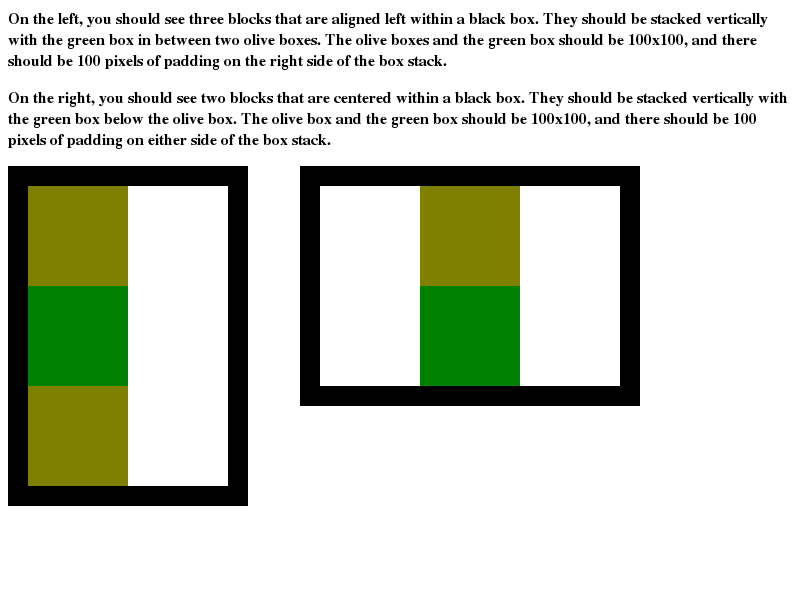 On the left, you should see three blocks that are aligned left within a black box. They should be stacked vertically
with the green box in between two olive boxes. The olive boxes and the green box should be 100x100, and there
should be 100 pixels of padding on the right side of the box stack.
On the right, you should see two blocks that are centered within a black box. They should be stacked vertically with
the green box below the olive box. The olive box and the green box should be 100x100, and there should be 100
pixels of padding on either side of the box stack.